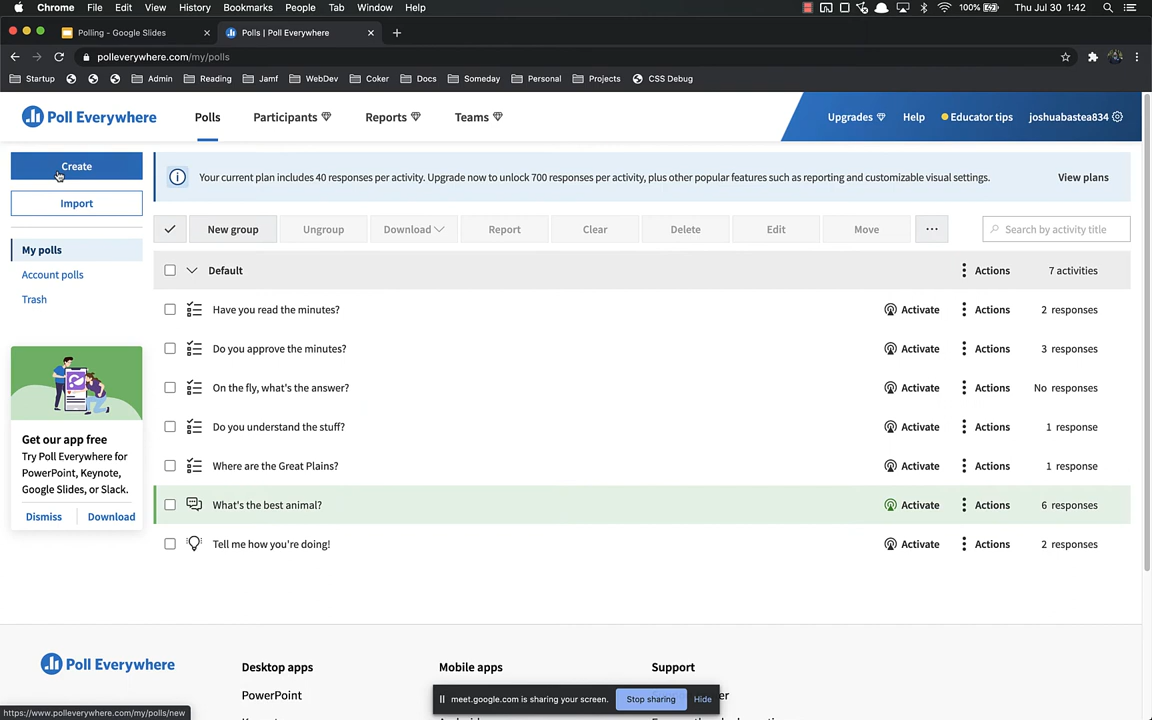 Chrome File Edit View History Bookmarks People Tab Window Help 100% Thu Jul 30 1:42
Polling - Google Slides Polls | Poll Everywhere
polleverywhere.com/my/polls
Startup Admin Reading Jamf WebDev Coker Docs Someday Personal Projects CSS Debug
Poll Everywhere Polls Participants Reports Teams Upgrades Help Educator tips joshuabastea834
Create
Your current plan includes 40 responses per activity. Upgrade now to unlock 700 responses per activity, plus other popular features such as reporting and customizable visual settings. View plans
Import
New group Ungroup Download Report Clear Delete Edit Move ... Search by activity title
My polls
Account polls
Trash
Default Actions 7 activities
Have you read the minutes? Activate Actions 2 responses
Do you approve the minutes? Activate Actions 3 responses
On the fly, what's the answer? Activate Actions No responses
Do you understand the stuff? Activate Actions 1 response
Where are the Great Plains? Activate Actions 1 response
What's the best animal? Activate Actions 6 responses
Tell me how you're doing! Activate Actions 2 responses
Get our app free
Try Poll Everywhere for
PowerPoint, Keynote,
Google Slides, or Slack.
Dismiss Download
Poll Everywhere Desktop apps Mobile apps Support
PowerPoint
meet.google.com is sharing your screen. Stop sharing Hide
https://www.polleverywhere.com/my/polls/new